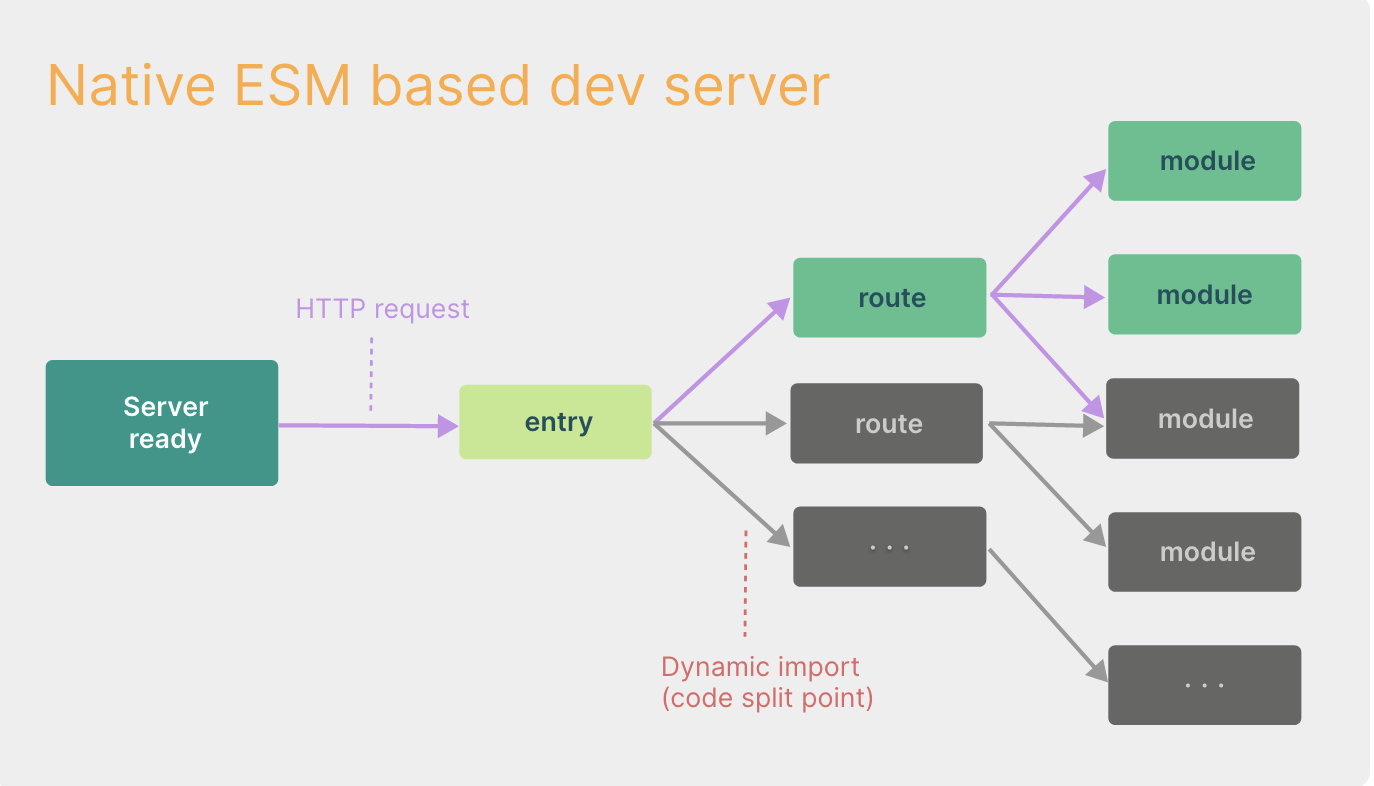 Native ESM based dev server
module
HTTP request
route
module
Server
ready
entry
route
module
. . .
module
Dynamic import
(code split point)
. . .